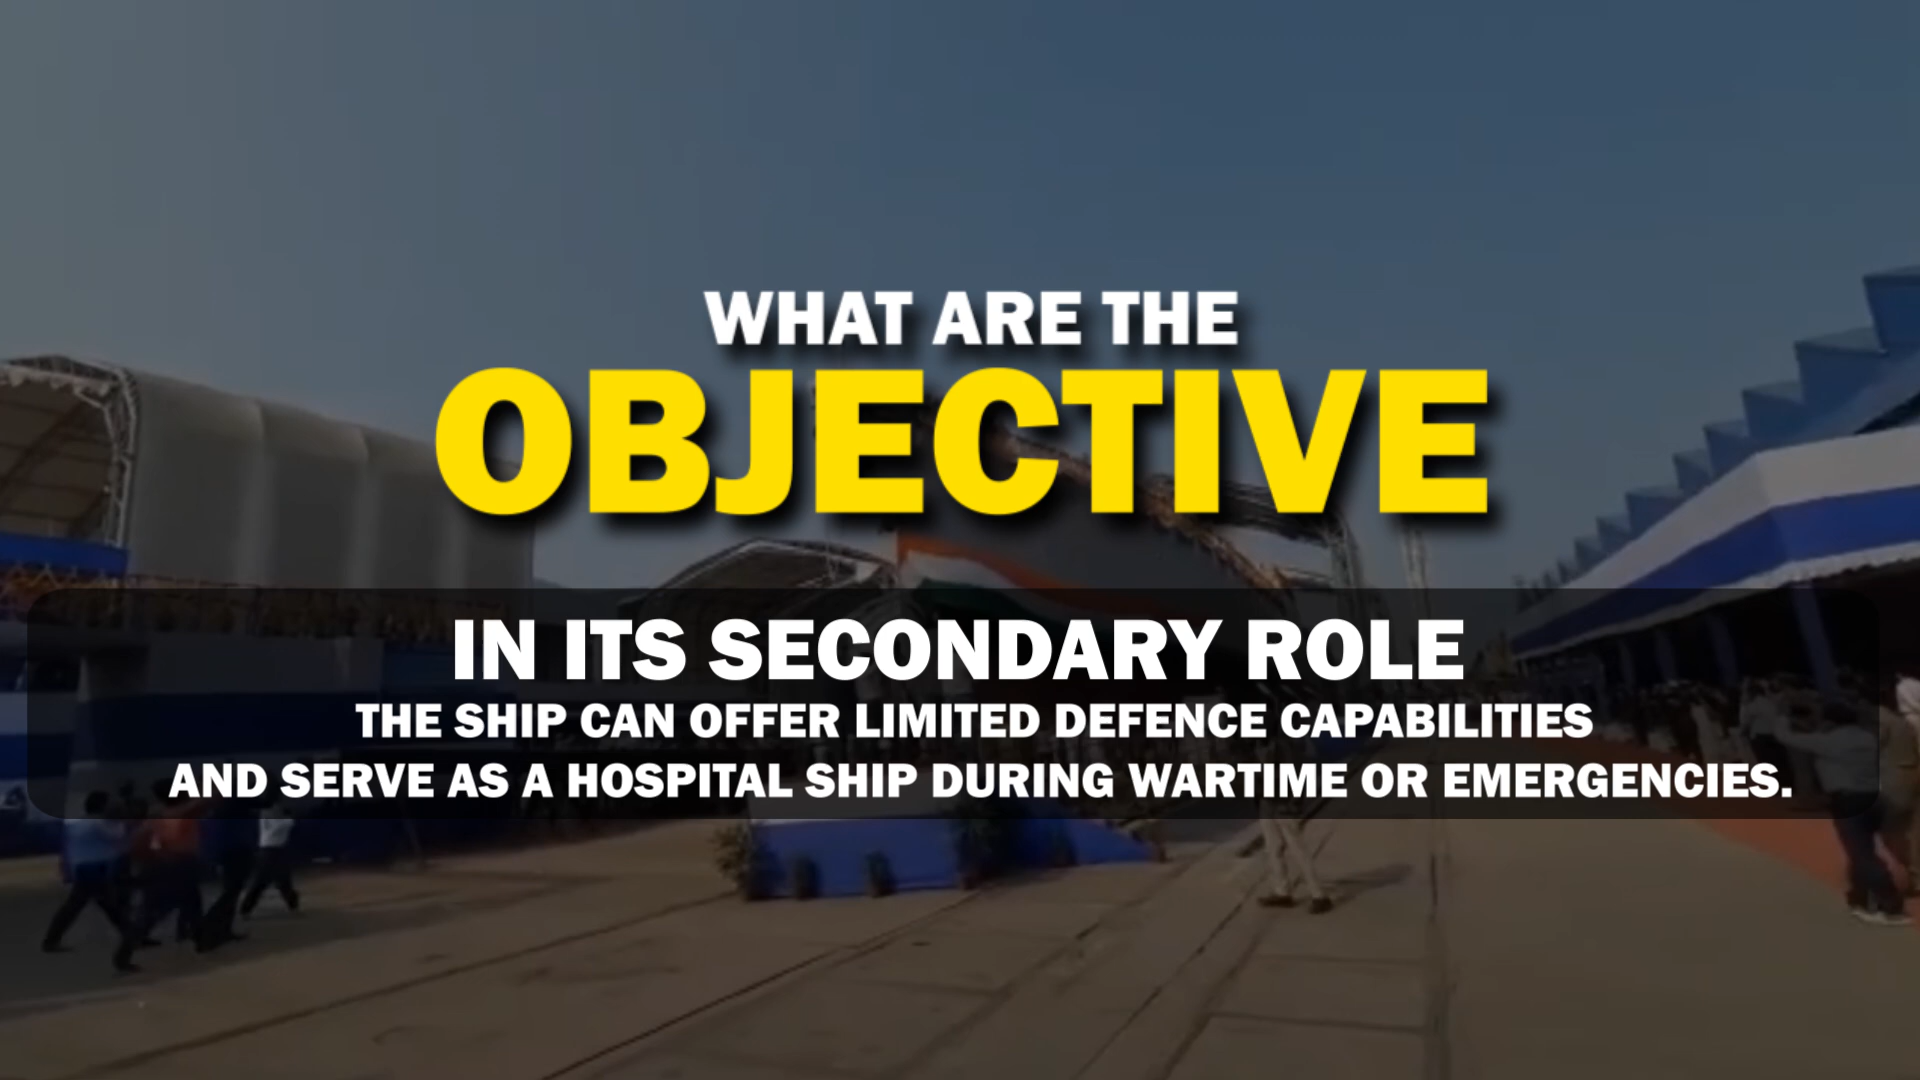 WHAT ARE THE
OBJECTIVE
IN ITS SECONDARY ROLE
THE SHIP CAN OFFER LIMITED DEFENCE CAPABILITIES
AND SERVE AS A HOSPITAL SHIP DURING WARTIME OR EMERGENCIES.